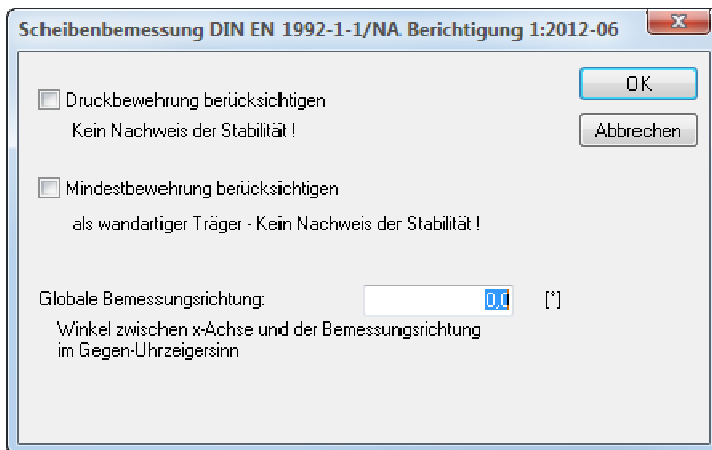 Scheibenbemessung DIN EN 1992-1-1/NA Berichtigung 1:2012-06
OK
Druckbewehrung berücksichtigen
Kein Nachweis der Stabilität !
Abbrechen
Mindestbewehrung berücksichtigen
als wandartiger Träger - Kein Nachweis der Stabilität !
Globale Bemessungsrichtung: 0,0 [°]
Winkel zwischen x-Achse und der Bemessungsrichtung
im Gegen-Uhrzeigersinn